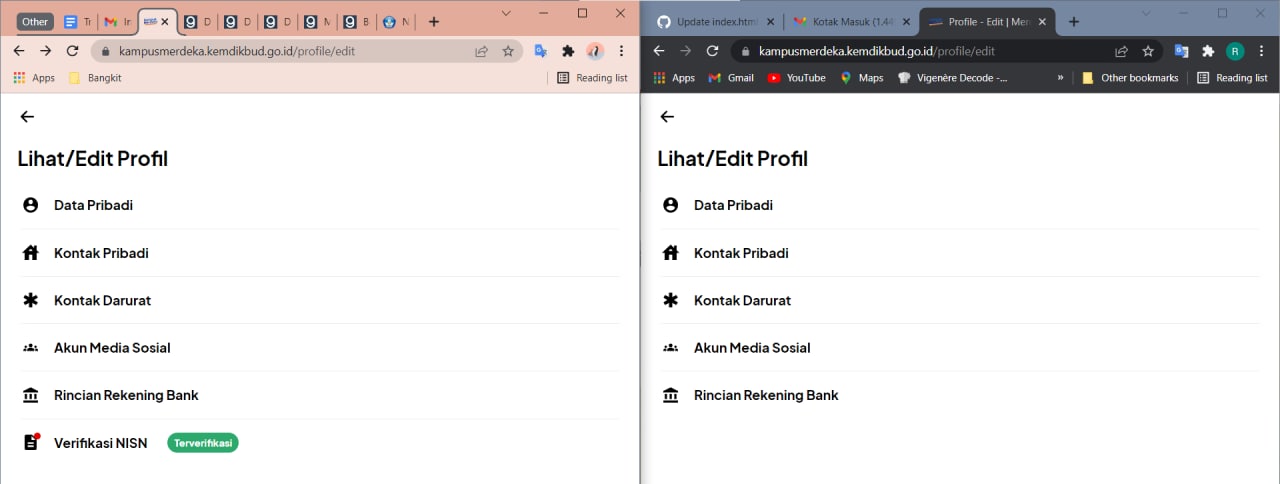 Other
Tr
In
D
D
D
N
B
N
kampusmerdeka.kemdikbud.go.id/profile/edit
Apps
Bangkit
Reading list
Lihat/Edit Profil
Data Pribadi
Kontak Pribadi
Kontak Darurat
Akun Media Sosial
Rincian Rekening Bank
Verifikasi NISN Terverifikasi
Update index.html
Kotak Masuk (1.44
Profile - Edit | Mer
kampusmerdeka.kemdikbud.go.id/profile/edit
R
Apps
Gmail
YouTube
Maps
Vigenère Decode -...
»
Other bookmarks
Reading list
Lihat/Edit Profil
Data Pribadi
Kontak Pribadi
Kontak Darurat
Akun Media Sosial
Rincian Rekening Bank